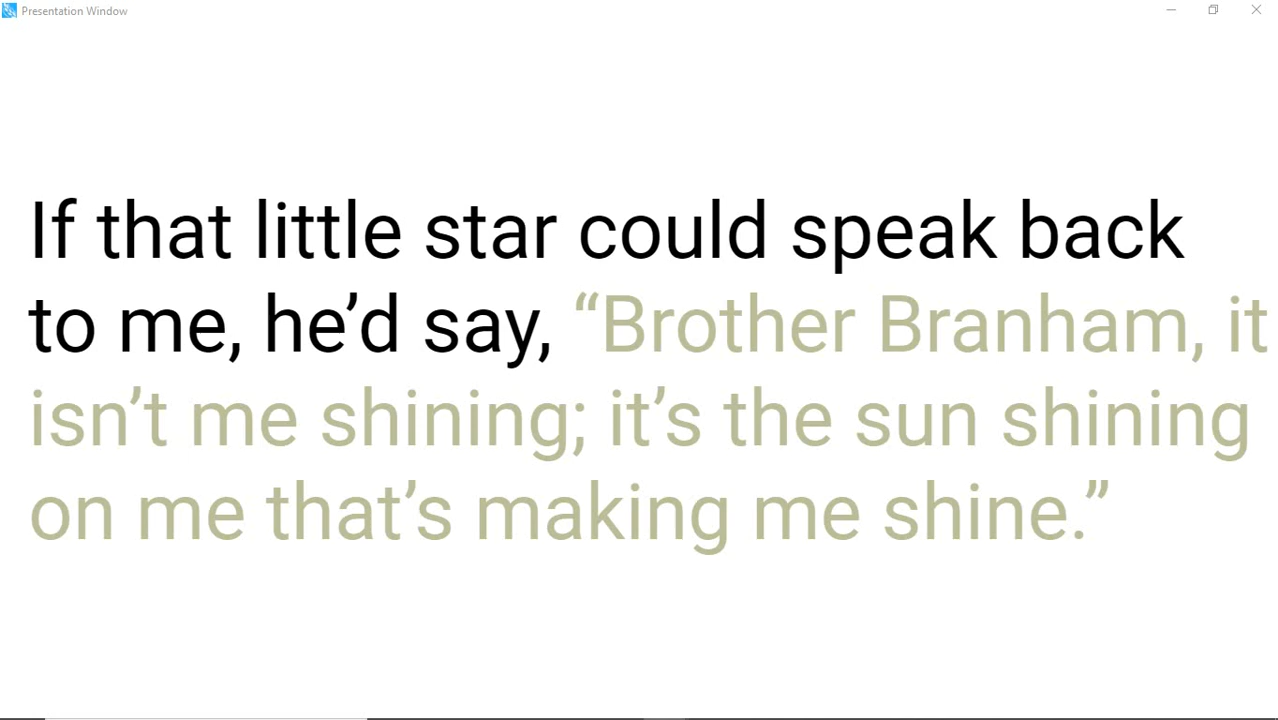 Presentation Window
If that little star could speak back
to me, he’d say, “Brother Branham, it
isn’t me shining; it’s the sun shining
on me that’s making me shine.”